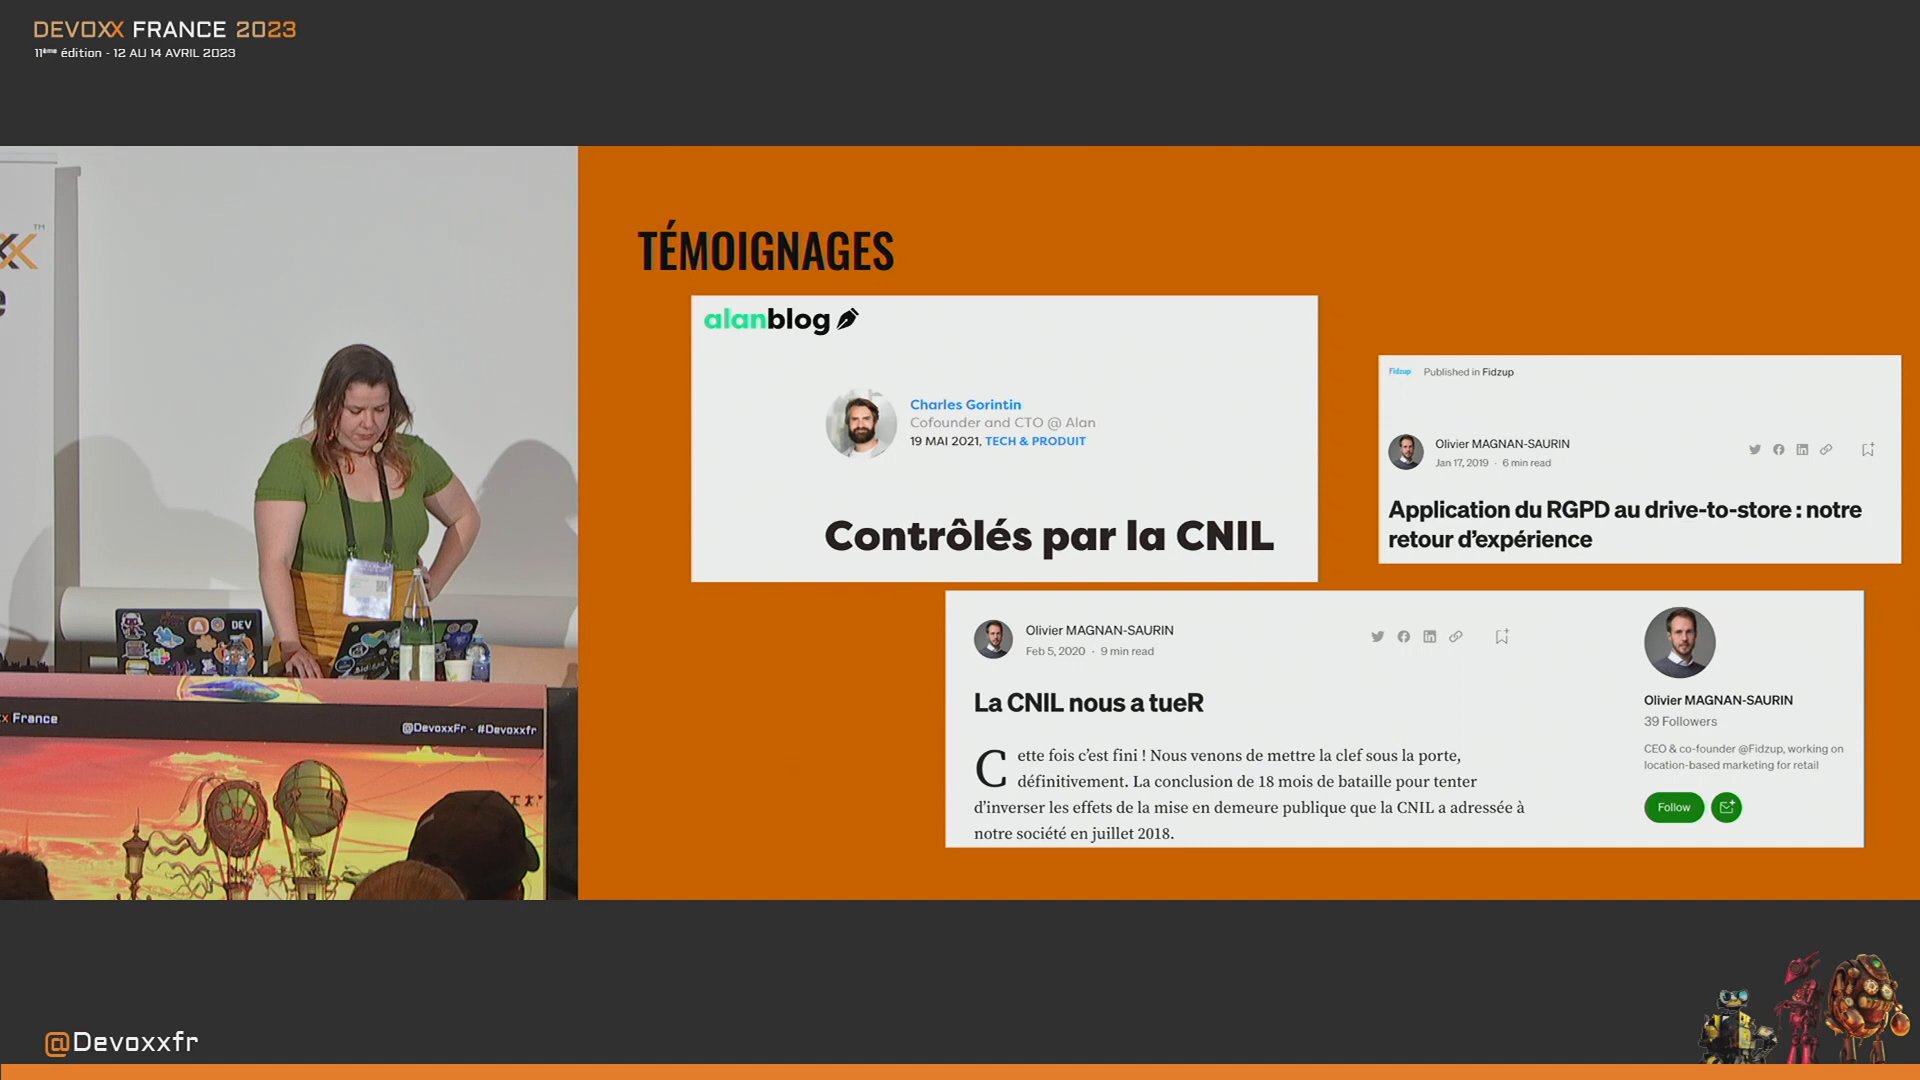 DEVOXX FRANCE 2023
11ème édition - 12 AU 14 AVRIL 2023
TÉMOIGNAGES
alanblog
Charles Gorintin
Cofounder and CTO @ Alan
19 MAI 2021, TECH & PRODUIT
Contrôlés par la CNIL
Fidzup Published in Fidzup
Olivier MAGNAN-SAURIN
Jan 17, 2019 · 6 min read
Application du RGPD au drive-to-store : notre
retour d'expérience
Olivier MAGNAN-SAURIN
Feb 5, 2020 · 9 min read
La CNIL nous a tueR
Cette fois c'est fini ! Nous venons de mettre la clef sous la porte,
définitivement. La conclusion de 18 mois de bataille pour tenter
d'inverser les effets de la mise en demeure publique que la CNIL a adressée à
notre société en juillet 2018.
Olivier MAGNAN-SAURIN
39 Followers
CEE & co-founder @Fidzup, working on
location-based marketing for retail
Follow
TM
DEV
x France
@DevoxxFr - #Devoxxfr
@Devoxxfr